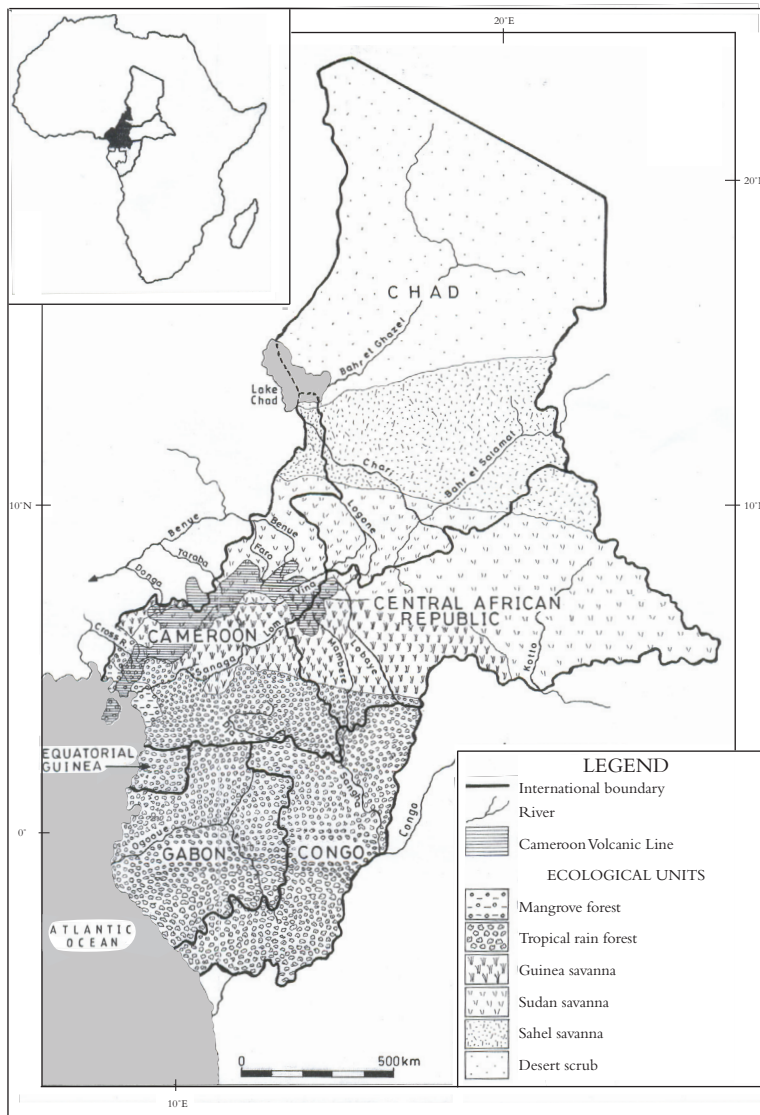 20°E
20°N
CHAD
Bahr el Ghazel
Lake
Chad
Chari
Bahr el Salamat
10°N
10°N
Logone
Benue
Benue
Faro
Taraba
Donga
Vina
CENTRAL AFRICAN
REPUBLIC
Cross R.
CAMEROON
Lom
Sanaga
Mambere
Lobaye
Kotto
EQUATORIAL
GUINEA
Sangha
Congo
0°
Ogooue
GABON
CONGO
ATLANTIC
OCEAN
0
500km
10°E
LEGEND
International boundary
River
Cameroon Volcanic Line
ECOLOGICAL UNITS
Mangrove forest
Tropical rain forest
Guinea savanna
Sudan savanna
Sahel savanna
Desert scrub